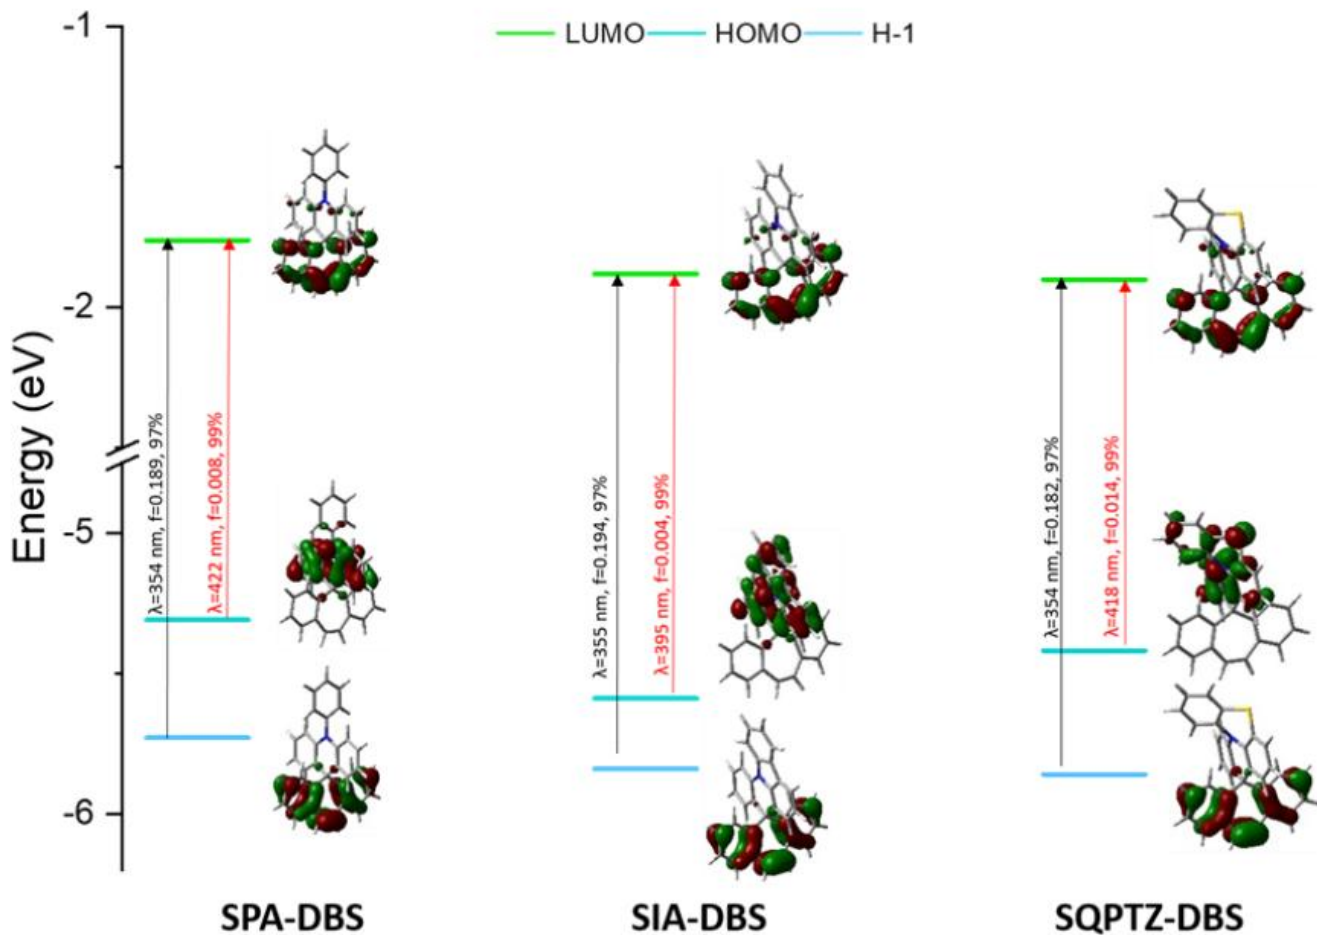 LUMO HOMO H-1
Energy (eV)
-1
-2
-5
-6
λ=354 nm, f=0.189, 97%
λ=422 nm, f=0.008, 99%
λ=355 nm, f=0.194, 97%
λ=395 nm, f=0.004, 99%
λ=354 nm, f=0.182, 97%
λ=418 nm, f=0.014, 99%
SPA-DBS SIA-DBS SQPTZ-DBS